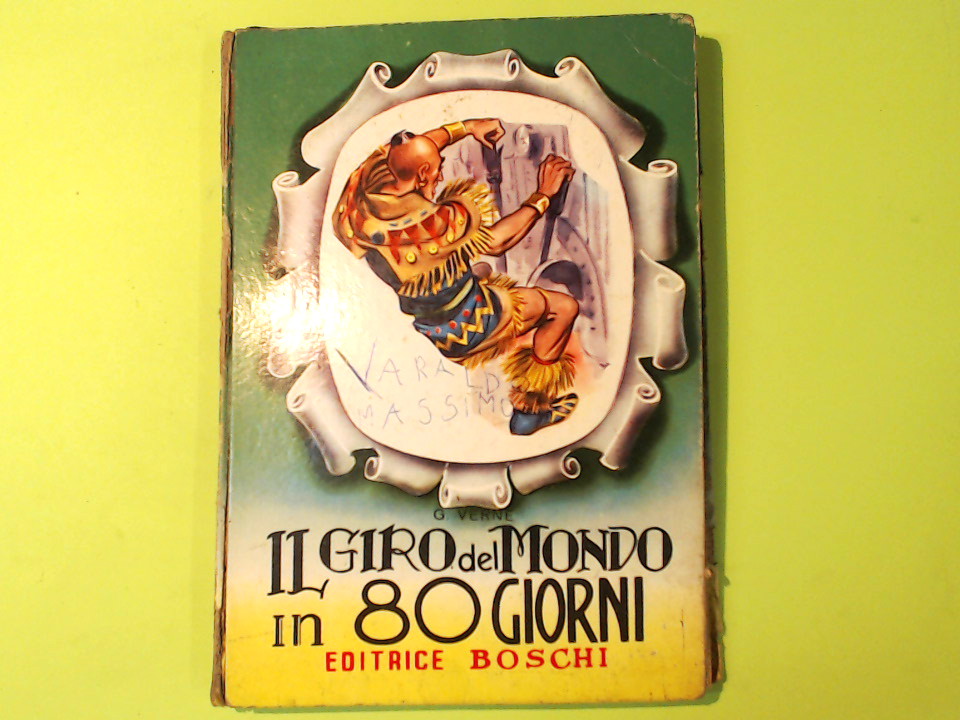 VARALDO
MASSIMO
G. VERNE
IL GIRO del MONDO
in 80 GIORNI
EDITRICE BOSCHI